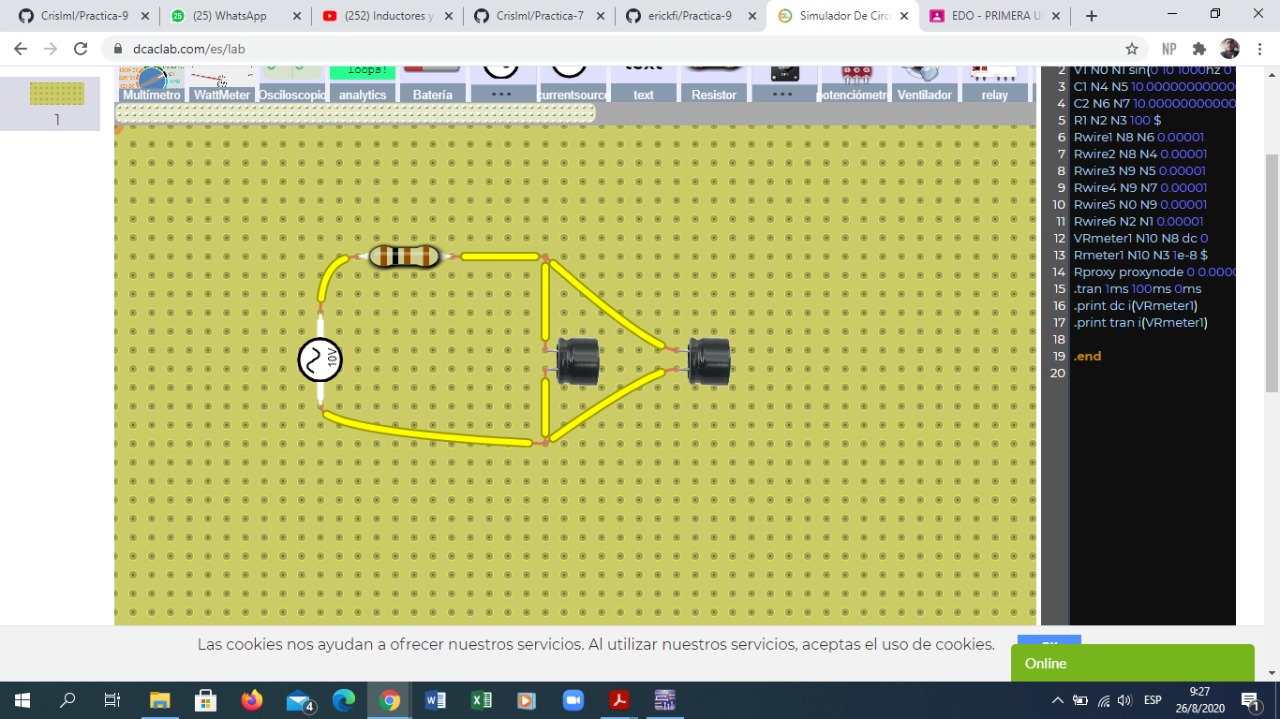 Crislml/Practica-9
(25) WhatsApp
(252) Inductores y
Crislml/Practica-7
erickfi/Practica-9
Simulador De Circ
EDO - PRIMERA U
dcaclab.com/es/lab
NP
1
Multímetro
WattMeter
Osciloscopio
loops!
analytics
Batería
...
currentsource
text
text
Resistor
...
potenciómetro
Ventilador
relay
10V
2 V1 N0 N1 sin(0 10 1000hz 0
3 C1 N4 N5 10.00000000000
4 C2 N6 N7 10.00000000000
5 R1 N2 N3 100 $
6 Rwire1 N8 N6 0.00001
7 Rwire2 N8 N4 0.00001
8 Rwire3 N9 N5 0.00001
9 Rwire4 N9 N7 0.00001
10 Rwire5 N0 N9 0.00001
11 Rwire6 N2 N1 0.00001
12 VRmeter1 N10 N8 dc 0
13 Rmeter1 N10 N3 1e-8 $
14 Rproxy proxynode 0 0.0000
15 .tran 1ms 100ms 0ms
16 .print dc i(VRmeter1)
17 .print tran i(VRmeter1)
18
19 .end
20
Las cookies nos ayudan a ofrecer nuestros servicios. Al utilizar nuestros servicios, aceptas el uso de cookies.
OK
Online
4
ESP
9:27
26/8/2020
1